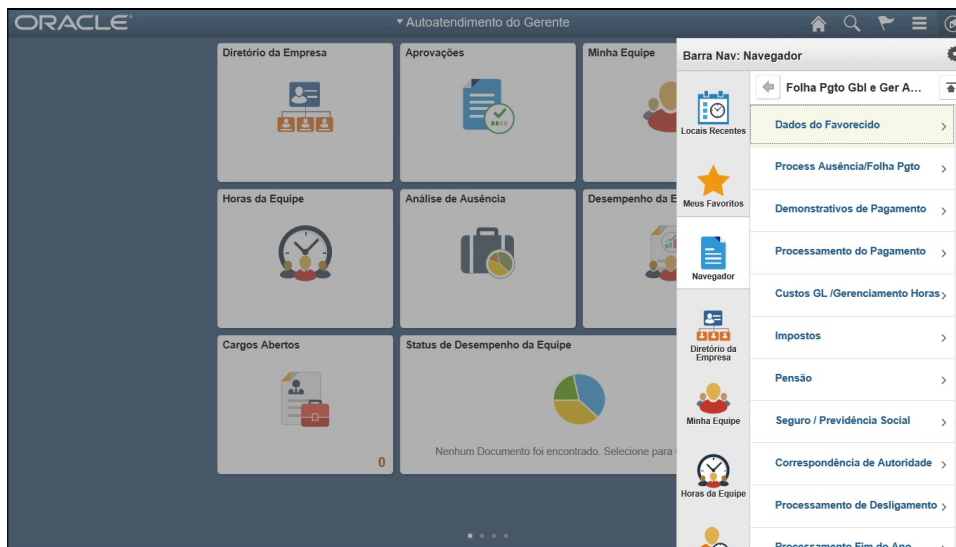 ORACLE
Autoatendimento do Gerente
Diretório da Empresa
Aprovações
Minha Equipe
Horas da Equipe
Análise de Ausência
Desempenho da E
Cargos Abertos
0
Status de Desempenho da Equipe
Nenhum Documento foi encontrado. Selecione para
Barra Nav: Navegador
Locais Recentes
Meus Favoritos
Navegador
Diretório da
Empresa
Minha Equipe
Horas da Equipe
Folha Pgto Gbl e Ger A...
Dados do Favorecido
Process Ausência/Folha Pgto
Demonstrativos de Pagamento
Processamento do Pagamento
Custos GL /Gerenciamento Horas
Impostos
Pensão
Seguro / Previdência Social
Correspondência de Autoridade
Processamento de Desligamento
Processamento Fim do Ano